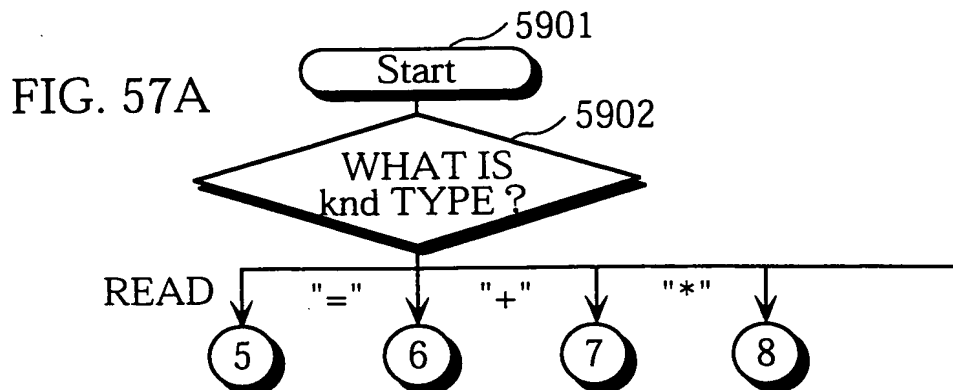 5901
Start
FIG. 57A
5902
WHAT IS
knd TYPE ?
READ "=" "+" "*"
5 6 7 8